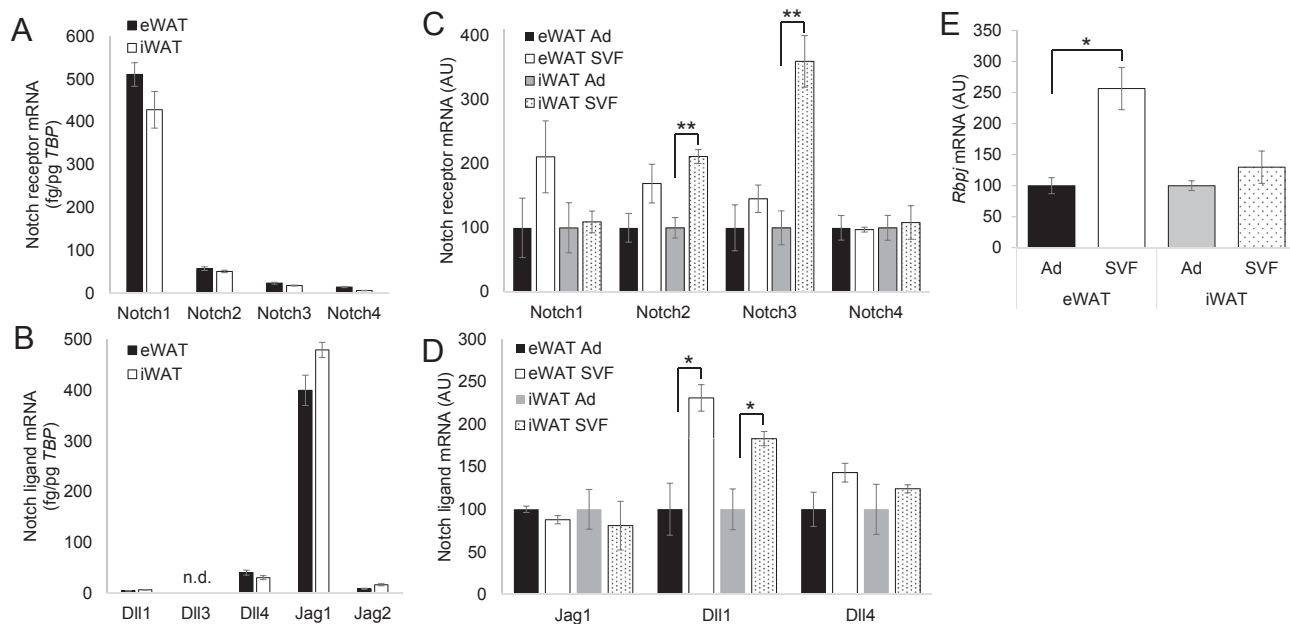 A
eWAT
iWAT
Notch receptor mRNA
(fg/pg TBP)
600
500
400
300
200
100
0
Notch1 Notch2 Notch3 Notch4
B
eWAT
iWAT
Notch ligand mRNA
(fg/pg TBP)
500
400
300
200
100
0
n.d.
Dll1 Dll3 Dll4 Jag1 Jag2
C
eWAT Ad
eWAT SVF
iWAT Ad
iWAT SVF
Notch receptor mRNA (AU)
400
300
200
100
0
**
**
Notch1 Notch2 Notch3 Notch4
D
eWAT Ad
eWAT SVF
iWAT Ad
iWAT SVF
Notch ligand mRNA (AU)
300
250
200
150
100
50
0
*
*
Jag1 Dll1 Dll4
E
Rbpj mRNA (AU)
350
300
250
200
150
100
50
0
*
Ad SVF Ad SVF
eWAT iWAT